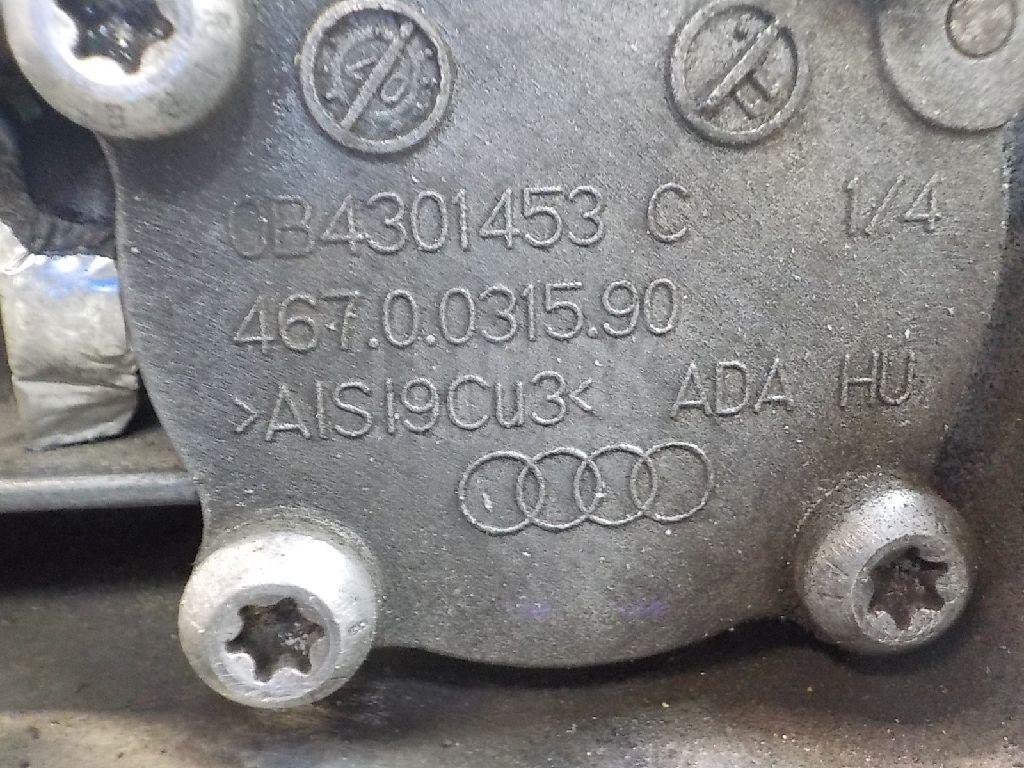 0B4301453 C 1/4
467.0.0315.90
>AlSi9Cu3< ADA HU